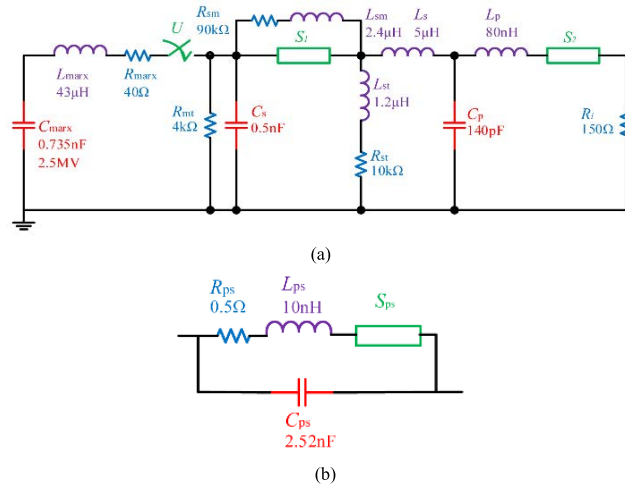 Rsm
90kΩ
U
S1
Lsm
2.4μH
Ls
5μH
Lp
80nH
S2
Lmarx
43μH
Rmarx
40Ω
Lst
1.2μH
Cmarx
0.735nF
2.5MV
Rmt
4kΩ
Cs
0.5nF
Rst
10kΩ
Cp
140pF
Ri
150Ω
(a)
Rps
0.5Ω
Lps
10nH
Sps
Cps
2.52nF
(b)